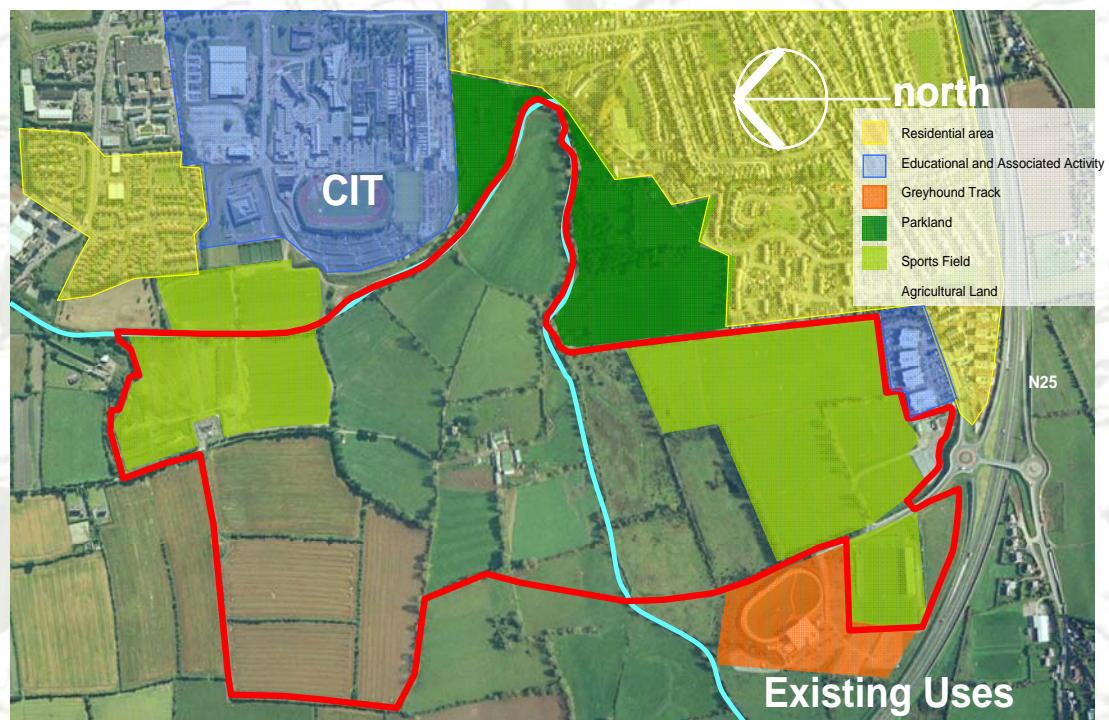 north
Residential area
Educational and Associated Activity
Greyhound Track
Parkland
Sports Field
Agricultural Land
CIT
N25
Existing Uses